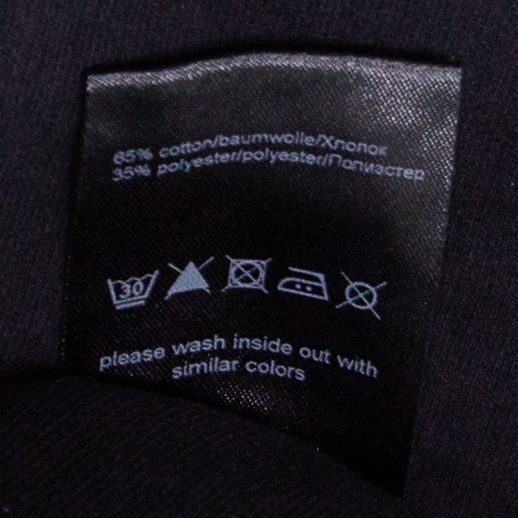 65% cotton/baumwolle/Хлопок
35% polyester/polyester/Полиэстер
30
please wash inside out with
similar colors